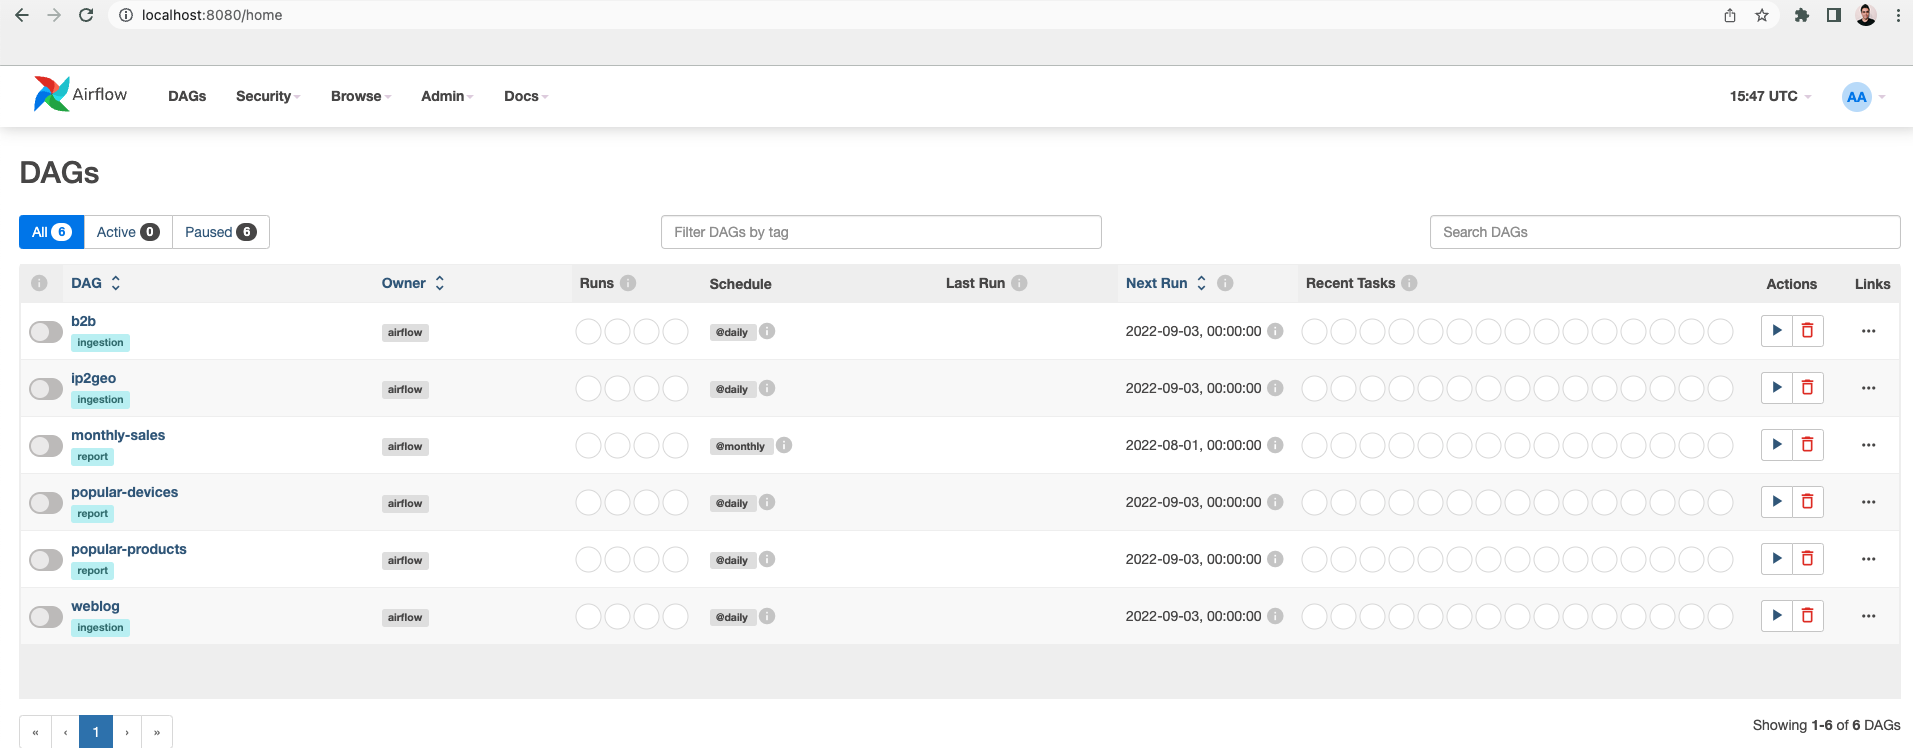 localhost:8080/home
Airflow DAGs Security Browse Admin Docs 15:47 UTC AA
DAGs
All 6 Active 0 Paused 6 Filter DAGs by tag Search DAGs
DAG Owner Runs Schedule Last Run Next Run Recent Tasks Actions Links
b2b
ingestion airflow @daily 2022-09-03, 00:00:00
ip2geo
ingestion airflow @daily 2022-09-03, 00:00:00
monthly-sales
report airflow @monthly 2022-08-01, 00:00:00
popular-devices
report airflow @daily 2022-09-03, 00:00:00
popular-products
report airflow @daily 2022-09-03, 00:00:00
weblog
ingestion airflow @daily 2022-09-03, 00:00:00
« ‹ 1 › » Showing 1-6 of 6 DAGs